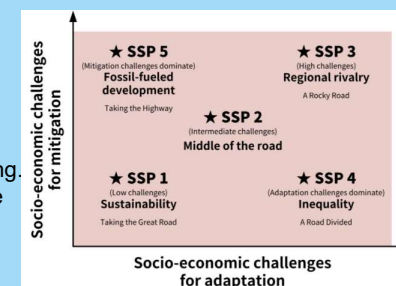 ★ SSP 5
(Mitigation challenges dominate)
Fossil-fueled
development
Taking the Highway
★ SSP 3
(High challenges)
Regional rivalry
A Rocky Road
★ SSP 2
(Intermediate challenges)
Middle of the road
★ SSP 1
(Low challenges)
Sustainability
Taking the Great Road
★ SSP 4
(Adaptation challenges dominate)
Inequality
A Road Divided
Socio-economic challenges
for mitigation
Socio-economic challenges
for adaptation